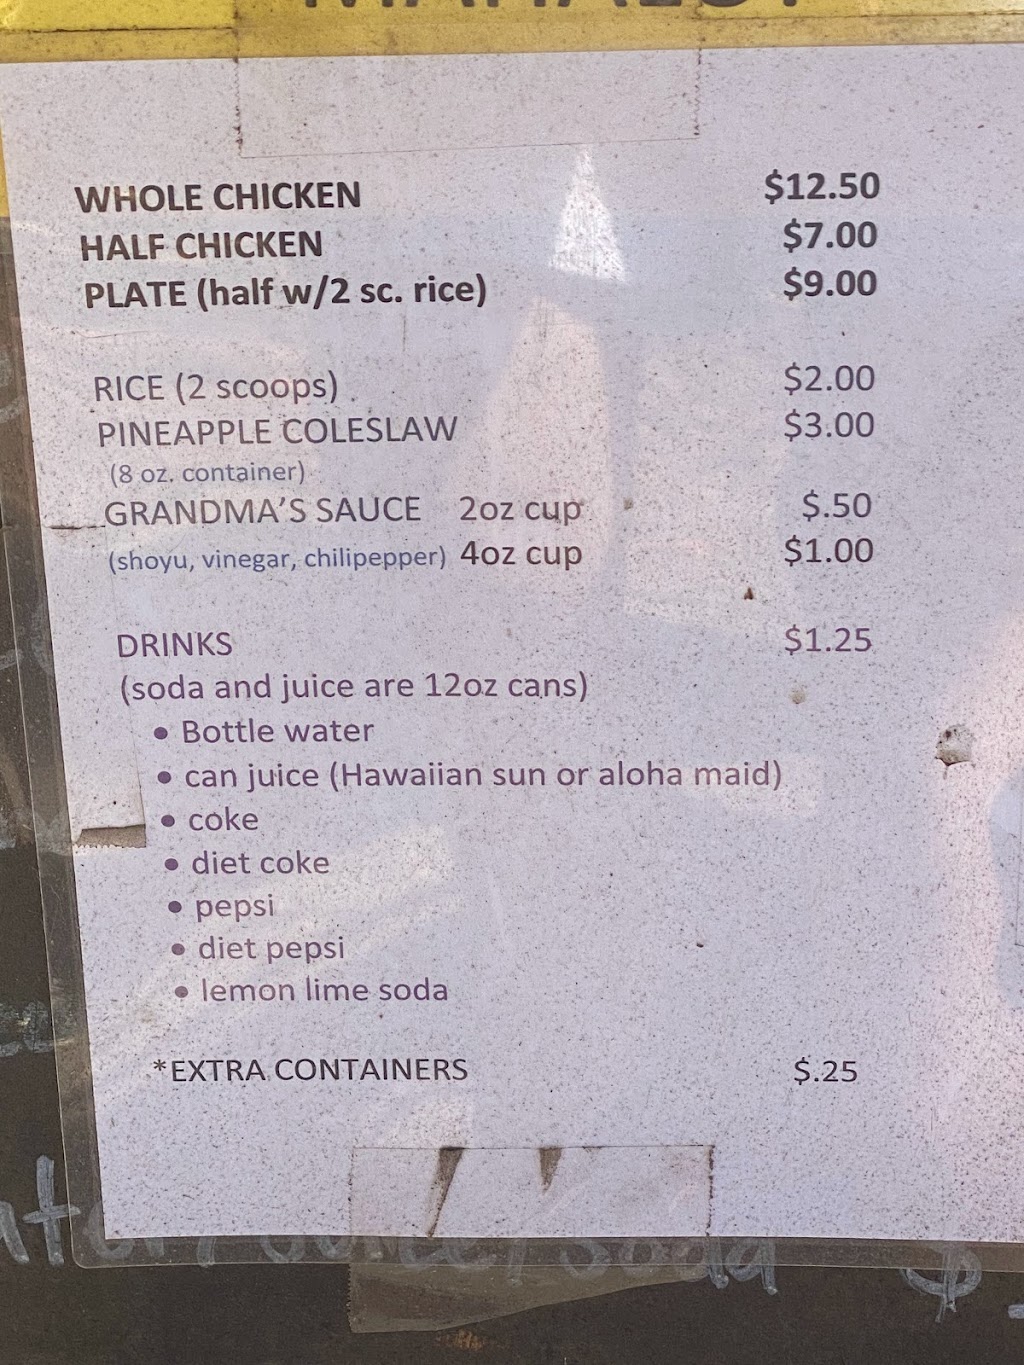 WHOLE CHICKEN $12.50
HALF CHICKEN $7.00
PLATE (half w/2 sc. rice) $9.00
RICE (2 scoops) $2.00
PINEAPPLE COLESLAW $3.00
(8 oz. container)
GRANDMA'S SAUCE 2oz cup $.50
(shoyu, vinegar, chilipepper) 4oz cup $1.00
DRINKS $1.25
(soda and juice are 12oz cans)
• Bottle water
• can juice (Hawaiian sun or aloha maid)
• coke
• diet coke
• pepsi
• diet pepsi
• lemon lime soda
*EXTRA CONTAINERS $.25
soda $